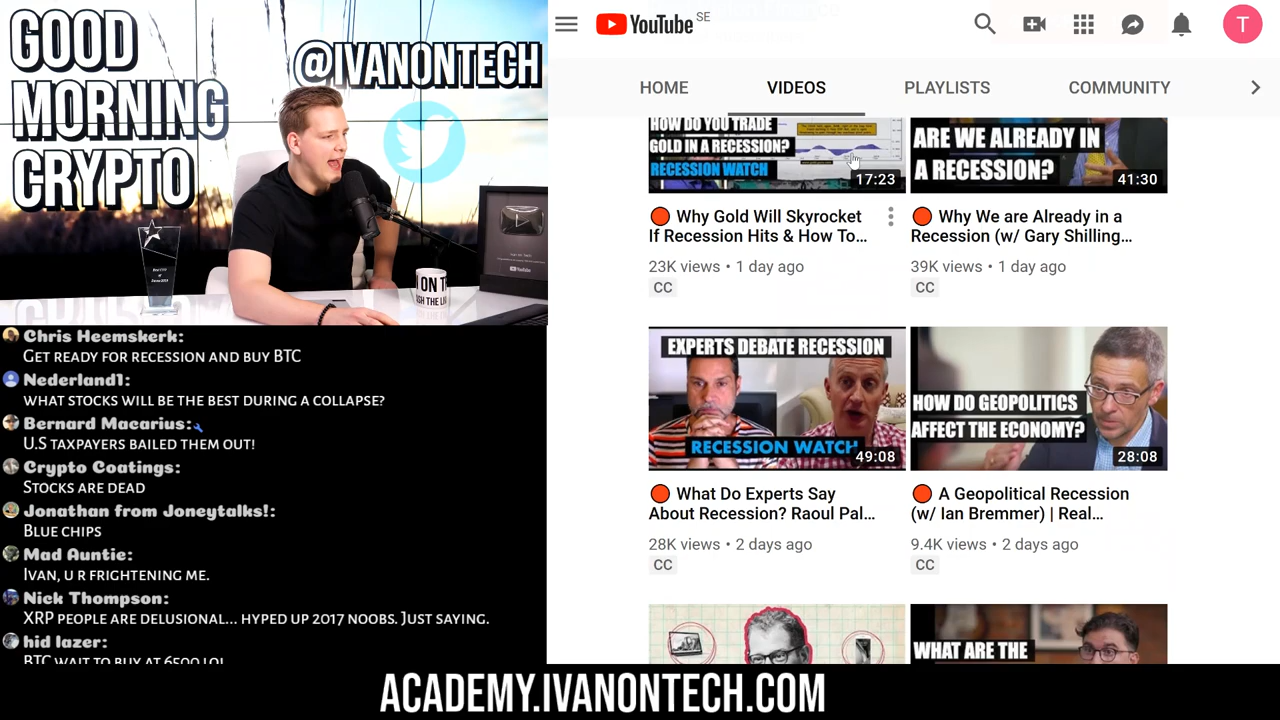 GOOD
MORNING
CRYPTO
@IVANONTECH
Chris Heemskerk:
Get ready for recession and buy BTC
Nederland1:
what stocks will be the best during a collapse?
Bernard Macarius:
U.S taxpayers bailed them out!
Crypto Coatings:
Stocks are dead
Jonathan from Joneytalks!:
Blue chips
Mad Auntie:
Ivan, u r frightening me.
Nick Thompson:
XRP people are delusional... hyped up 2017 noobs. Just saying.
hid lazer:
BTC wait to buy at 6500 lol
YouTube SE
T
HOME VIDEOS PLAYLISTS COMMUNITY
HOW DO YOU TRADE
GOLD IN A RECESSION?
RECESSION WATCH
17:23
ARE WE ALREADY IN
A RECESSION?
41:30
Why Gold Will Skyrocket
If Recession Hits & How To...
23K views • 1 day ago
CC
Why We are Already in a
Recession (w/ Gary Shilling...
39K views • 1 day ago
CC
EXPERTS DEBATE RECESSION
RECESSION WATCH
49:08
HOW DO GEOPOLITICS
AFFECT THE ECONOMY?
28:08
What Do Experts Say
About Recession? Raoul Pal...
28K views • 2 days ago
CC
A Geopolitical Recession
(w/ Ian Bremmer) | Real...
9.4K views • 2 days ago
CC
WHAT ARE THE
ACADEMY.IVANONTECH.COM